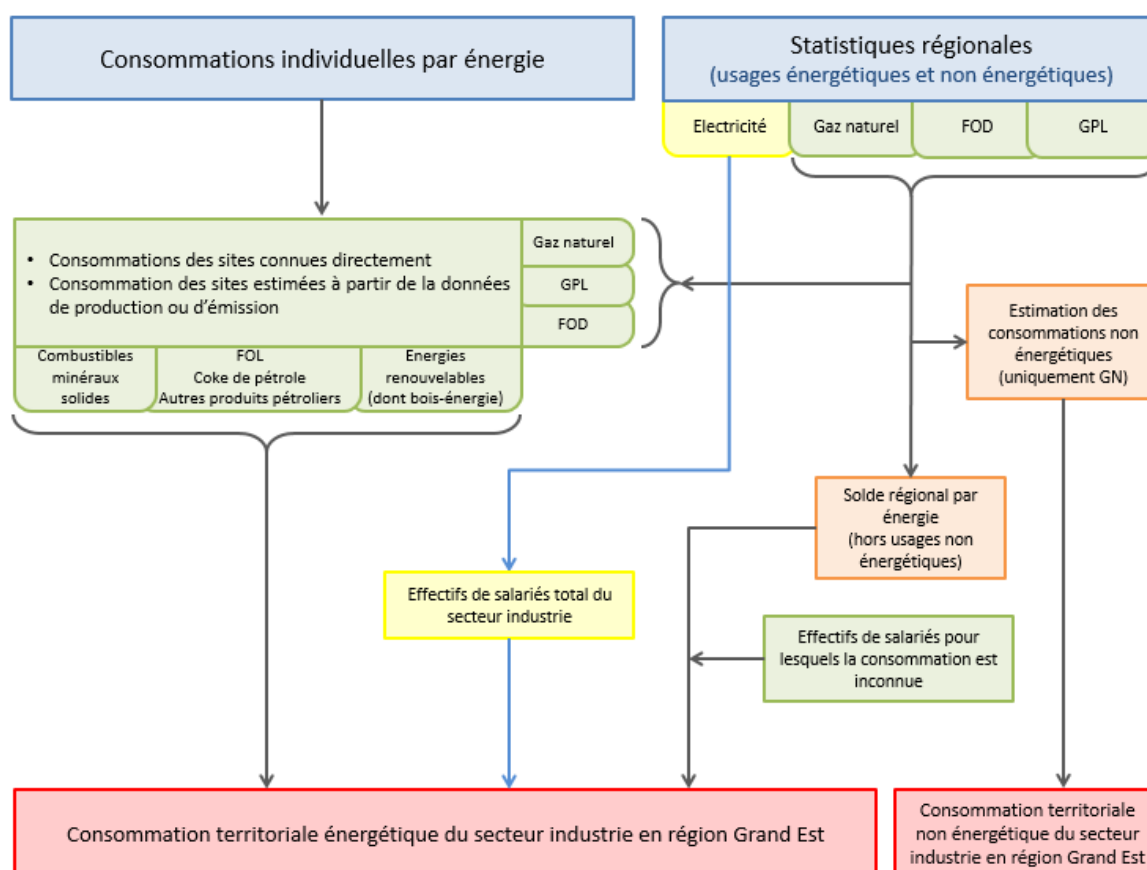 Consommations individuelles par énergie
Statistiques régionales
(usages énergétiques et non énergétiques)
Electricité
Gaz naturel
FOD
GPL
• Consommations des sites connues directement
• Consommation des sites estimées à partir de la données
de production ou d'émission
Gaz naturel
GPL
FOD
Combustibles
minéraux
solides
FOL
Coke de pétrole
Autres produits pétroliers
Energies
renouvelables
(dont bois-énergie)
Estimation des
consommations non
énergétiques
(uniquement GN)
Solde régional par
énergie
(hors usages non
énergétiques)
Effectifs de salariés total du
secteur industrie
Effectifs de salariés pour
lesquels la consommation est
inconnue
Consommation territoriale énergétique du secteur industrie en région Grand Est
Consommation territoriale
non énergétique du secteur
industrie en région Grand Est